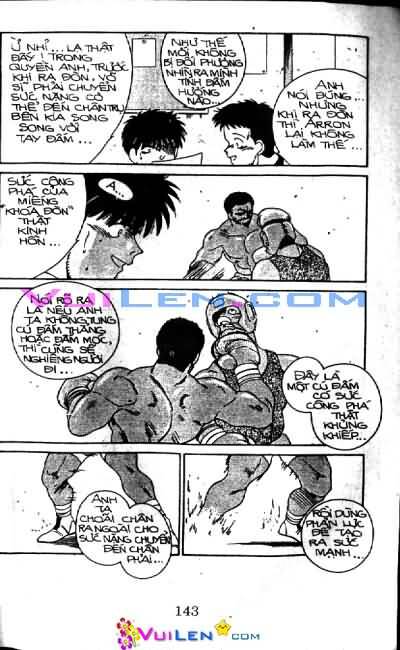 Ừ NHỈ...LẠ THẬT
ĐẤY! TRONG
QUYỀN ANH, TRƯỚC
KHI RA ĐÒN, VÕ
SĨ PHẢI CHUYỂN
SỨC NẶNG CƠ
THỂ ĐẾN CHÂN TRỤ
BÊN KIA SONG
SONG VỚI
TAY ĐẤM...
NHƯ THẾ
MỚI KHÔNG
BỊ ĐỐI PHƯƠNG
NHÌN RA MÌNH
TÍNH ĐẤM
HƯỚNG
NÀO...
ANH
NÓI ĐÚNG...
NHƯNG
KHI RA ĐÒN
THÌ ARRON
LẠI KHÔNG
LÀM THẾ...
SỨC CÔNG
PHÁ CỦA
MIẾNG
"KHÓA ĐÒN"
THẬT
KINH
HỒN...
A...
NÓI RÕ RA
LÀ NẾU ANH
TA KHÔNG TUNG
CÚ ĐẤM THẲNG
HOẶC ĐẤM MÓC,
THÌ CŨNG SẼ
NGHIÊNG NGƯỜI
ĐI...
VUILEN.COM
ĐÂY LÀ
MỘT CÚ ĐẤM
CÓ SỨC
CÔNG PHÁ
THẬT
KHỦNG
KHIẾP...
ANH
TA
CHOÃI CHÂN
RA NGOÀI CHO
SỨC NẶNG CHUYỂN
ĐẾN CHÂN
PHẢI...
RỒI DÙNG
PHẢN LỰC
ĐỂ TẠO
RA SỨC
MẠNH...
143
VUILEN.COM